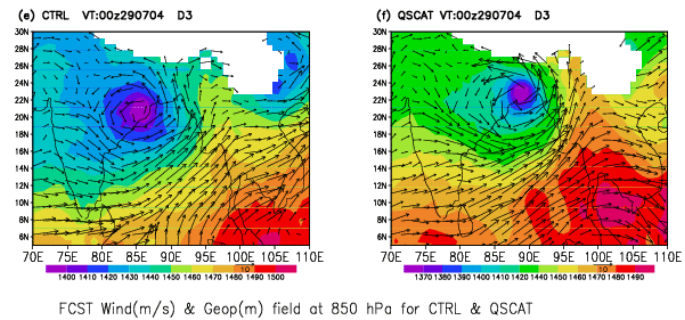 (e) CTRL VT:00z290704 D3
(f) QSCAT VT:00z290704 D3
30N
28N
26N
24N
22N
20N
18N
16N
14N
12N
10N
8N
6N
70E 75E 80E 85E 90E 95E 100E 105E 110E
10
1400 1410 1420 1430 1440 1450 1460 1470 1480 1490 1500
30N
28N
26N
24N
22N
20N
18N
16N
14N
12N
10N
8N
6N
70E 75E 80E 85E 90E 95E 100E 105E 110E
10
1370 1380 1390 1400 1420 1440 1450 1460 1470 1480 1490
FCST Wind(m/s) & Geop(m) field at 850 hPa for CTRL & QSCAT